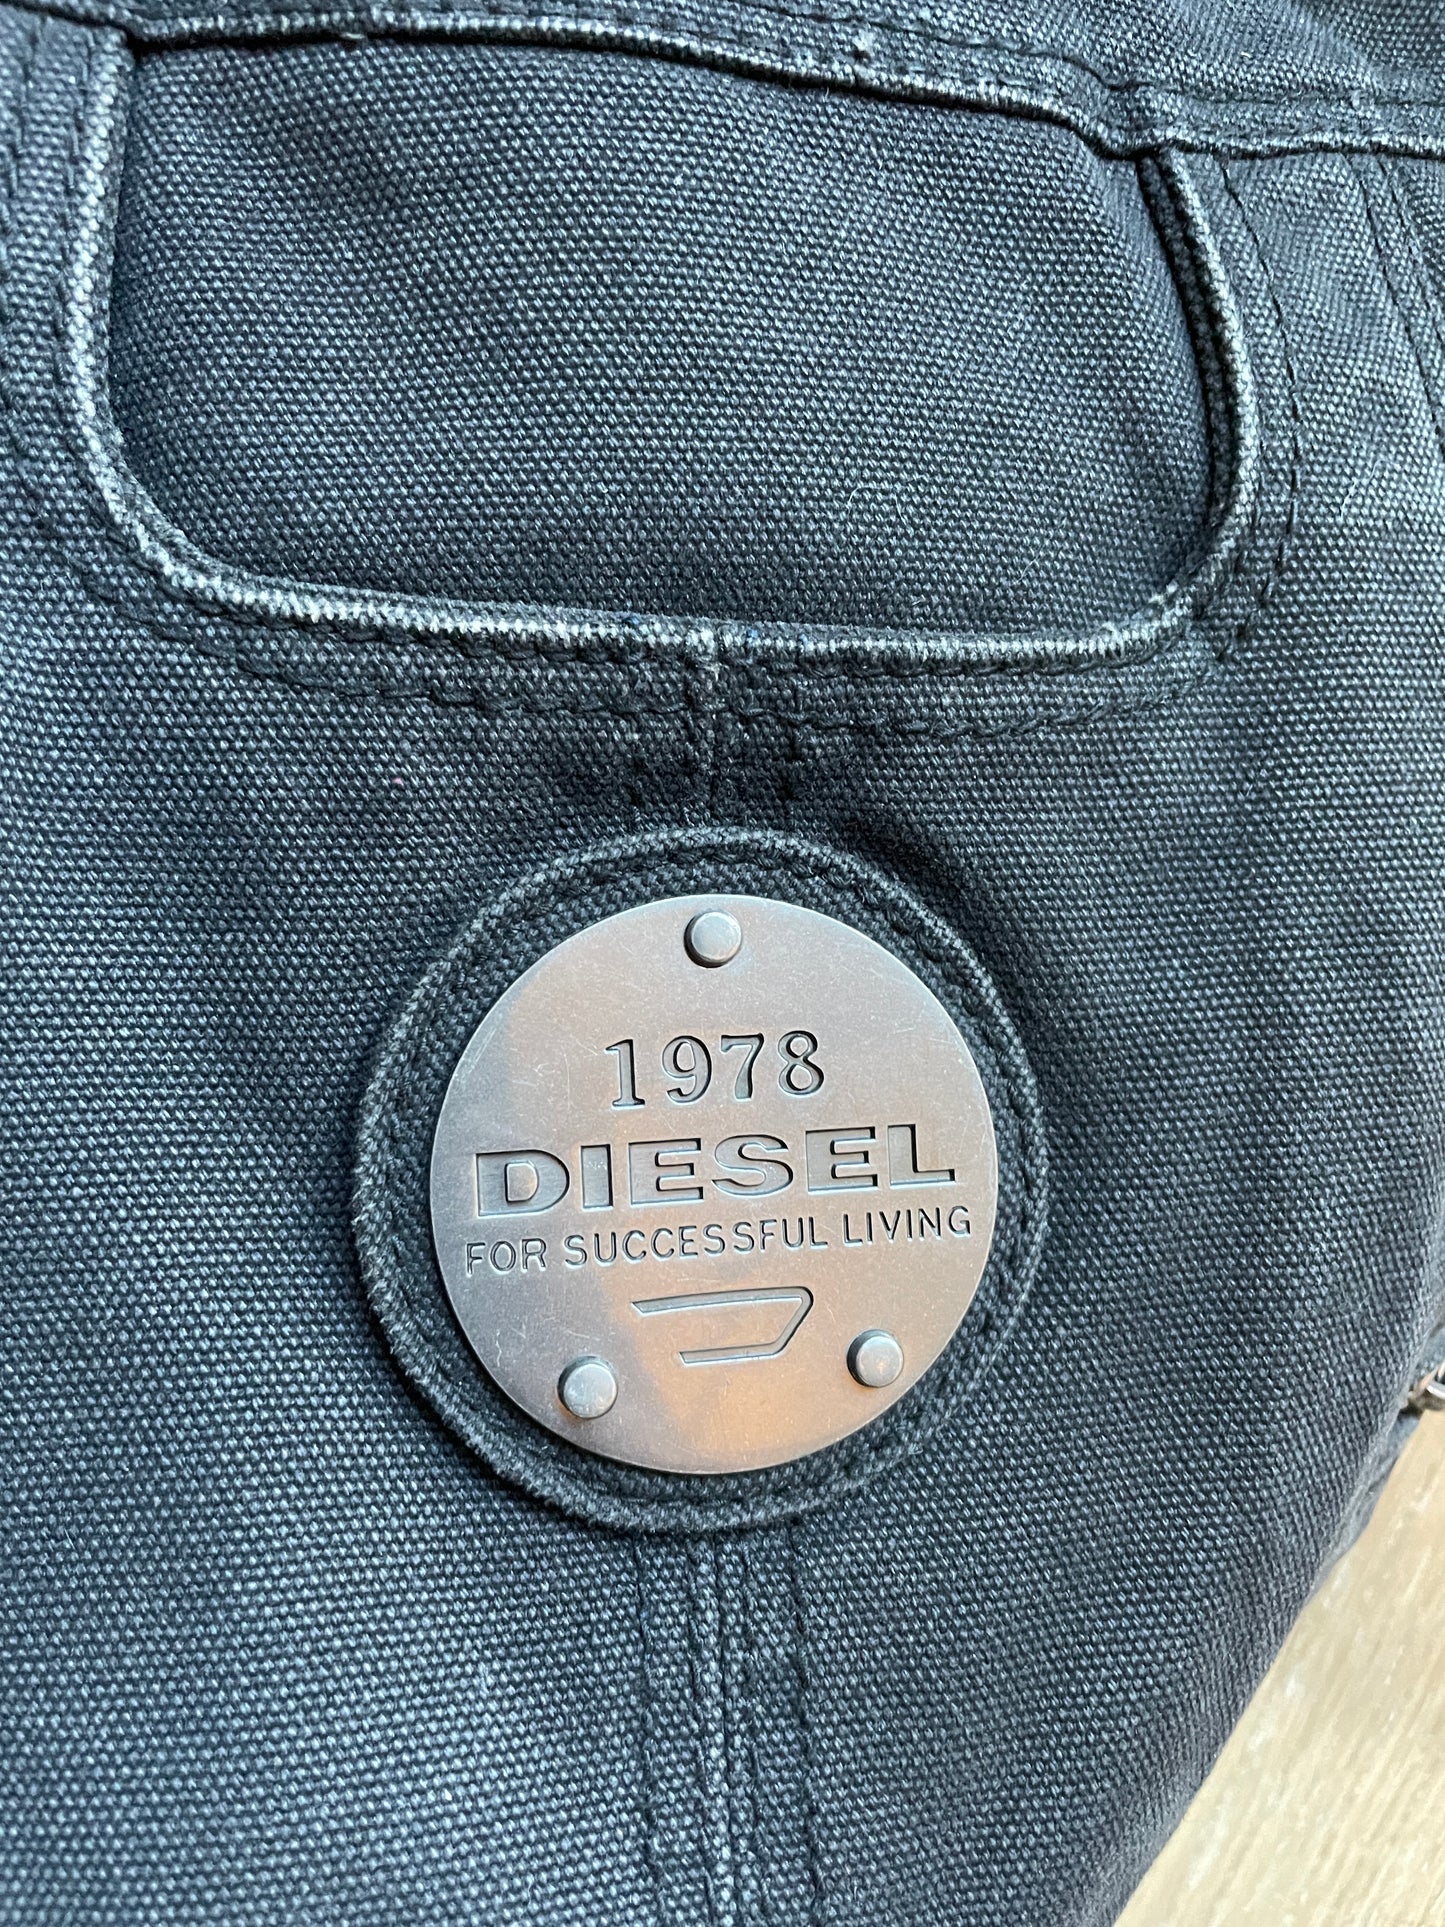 1978
DIESEL
FOR SUCCESSFUL LIVING